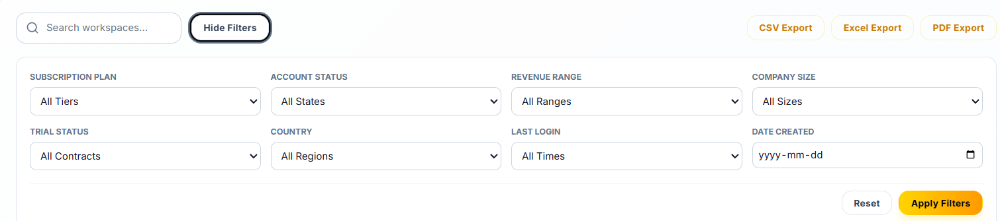 Search workspaces... Hide Filters CSV Export Excel Export PDF Export
SUBSCRIPTION PLAN ACCOUNT STATUS REVENUE RANGE COMPANY SIZE
All Tiers All States All Ranges All Sizes
TRIAL STATUS COUNTRY LAST LOGIN DATE CREATED
All Contracts All Regions All Times yyyy-mm-dd
Reset Apply Filters